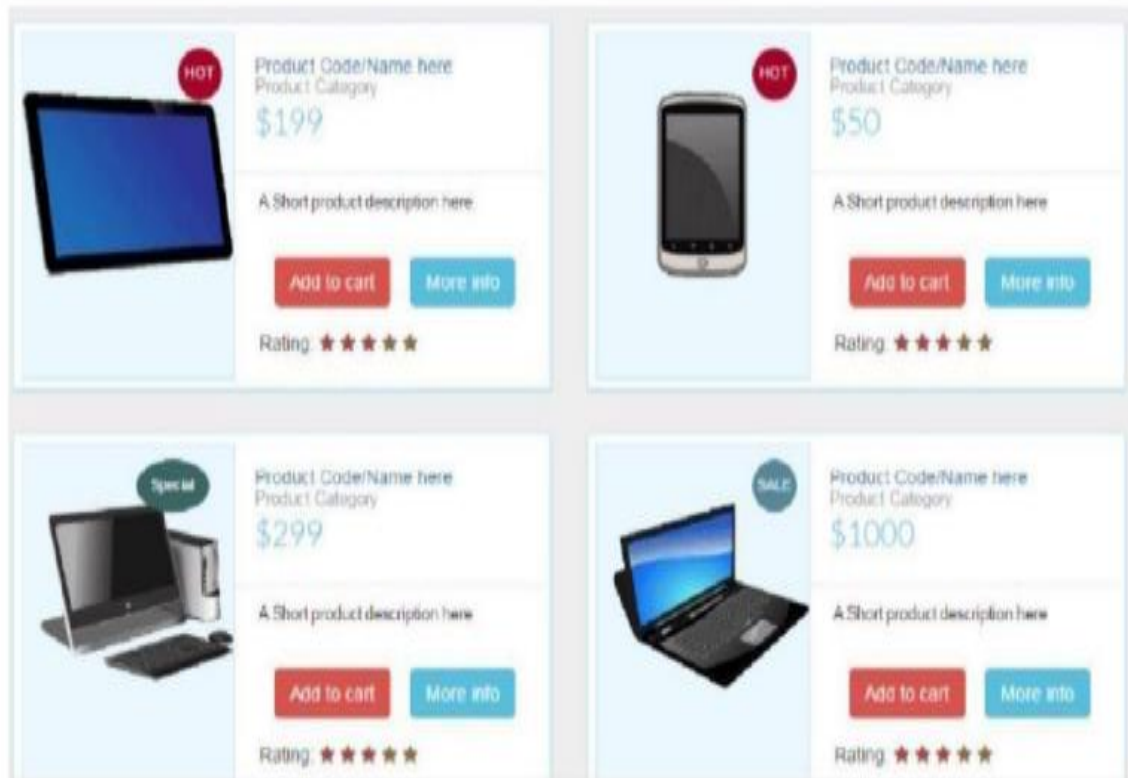 HOT
Product Code/Name here
Product Category
$199
A Short product description here
Add to cart More info
Rating:
HOT
Product Code/Name here
Product Category
$50
A Short product description here
Add to cart More info
Rating:
Special
Product Code/Name here
Product Category
$299
A Short product description here
Add to cart More info
Rating:
SALE
Product Code/Name here
Product Category
$1000
A Short product description here
Add to cart More info
Rating: